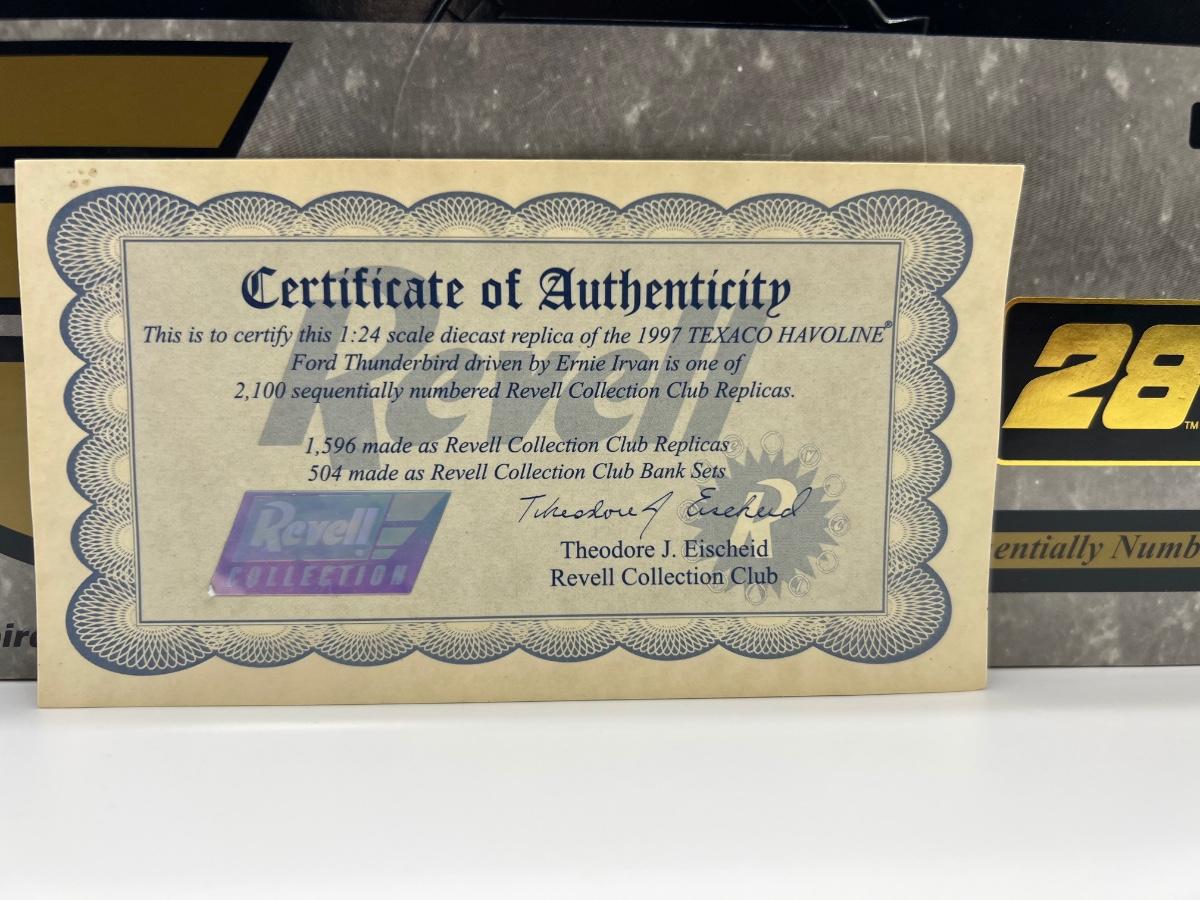 Certificate of Authenticity
This is to certify this 1:24 scale diecast replica of the 1997 TEXACO HAVOLINE®
Ford Thunderbird driven by Ernie Irvan is one of
2,100 sequentially numbered Revell Collection Club Replicas.
Revell
1,596 made as Revell Collection Club Replicas
504 made as Revell Collection Club Bank Sets
Revell
COLLECTION
R
Theodore J. Eischeid
Theodore J. Eischeid
Revell Collection Club
28
TM
entially Numb